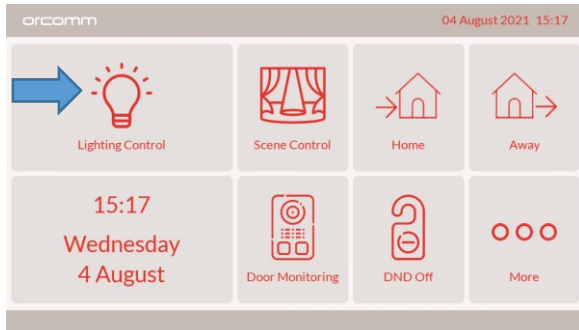 orcomm
04 August 2021 15:17
Lighting Control
Scene Control
Home
Away
15:17
Wednesday
4 August
Door Monitoring
DND Off
More